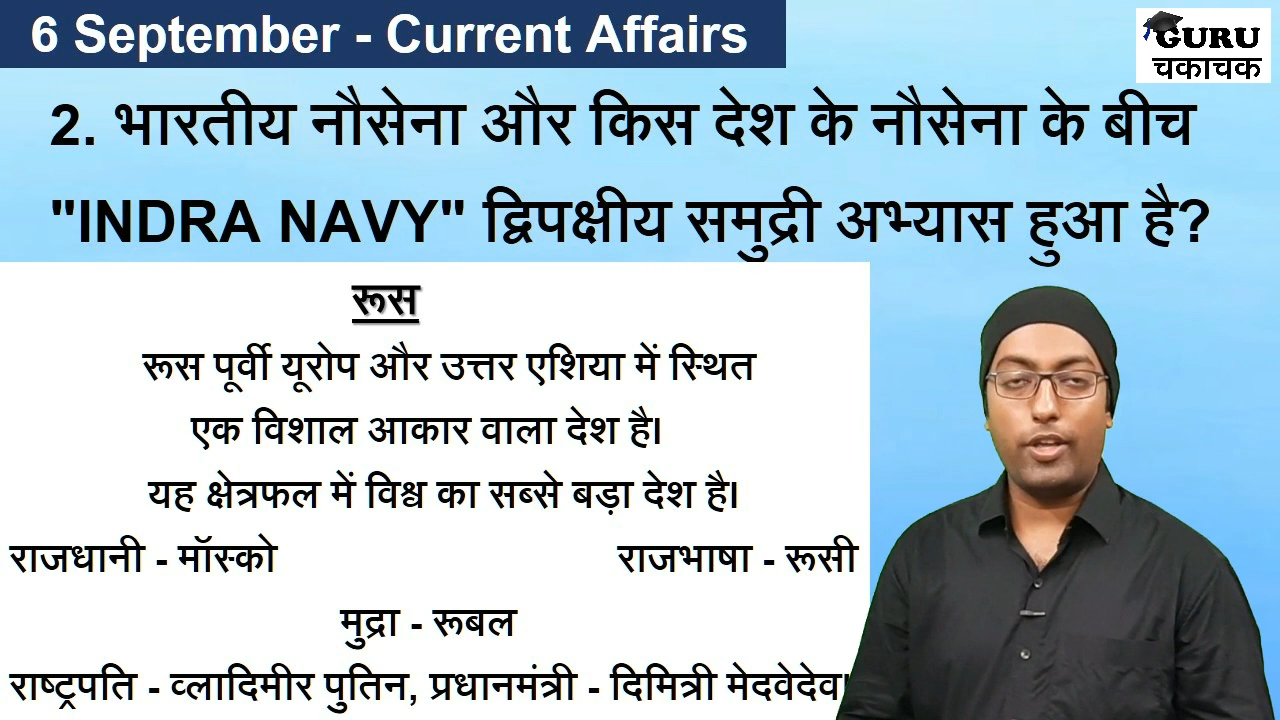 6 September - Current Affairs
GURU
चकाचक
2. भारतीय नौसेना और किस देश के नौसेना के बीच
"INDRA NAVY" द्विपक्षीय समुद्री अभ्यास हुआ है?
रूस
रूस पूर्वी यूरोप और उत्तर एशिया में स्थित
एक विशाल आकार वाला देश है।
यह क्षेत्रफल में विश्व का सब्से बड़ा देश है।
राजधानी - मॉस्को राजभाषा - रूसी
मुद्रा - रूबल
राष्ट्रपति - व्लादिमीर पुतिन, प्रधानमंत्री - दिमित्री मेदवेदेव